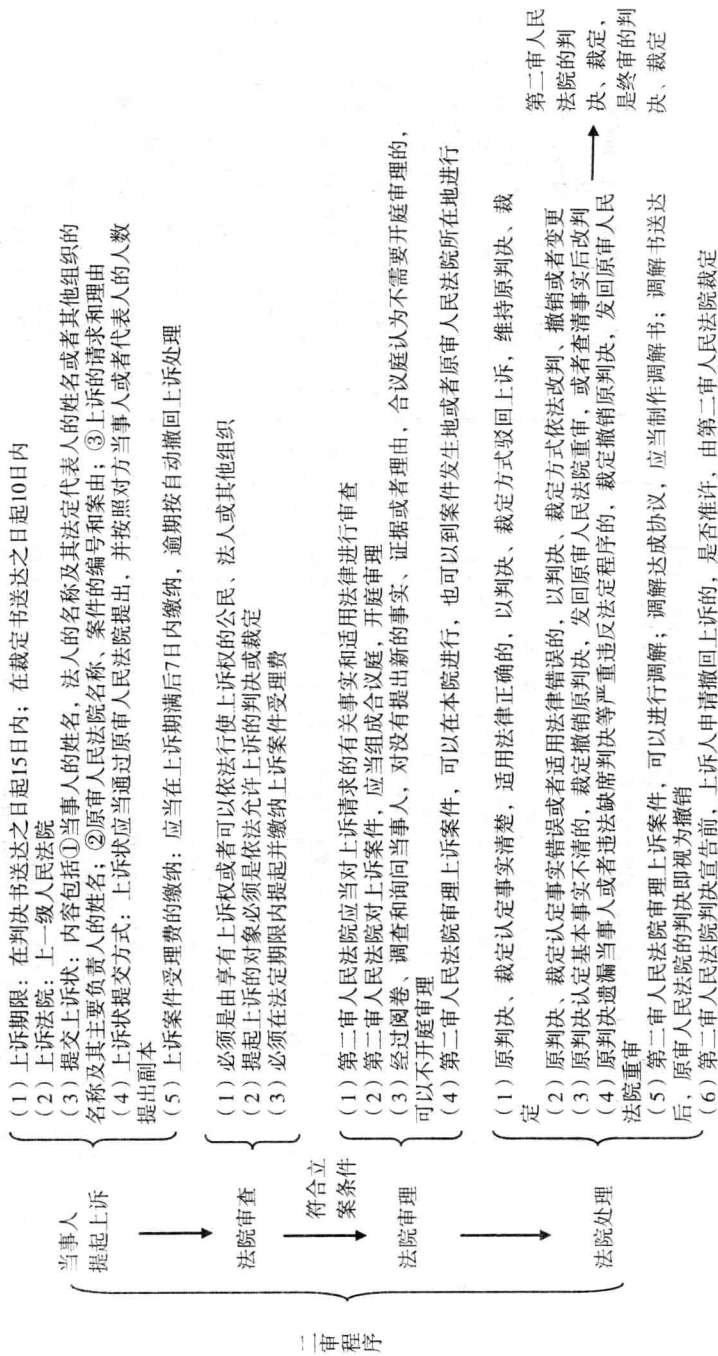 二审程序
当事人
提起上诉
（1）上诉期限：在判决书送达之日起15日内；在裁定书送达之日起10日内
（2）上诉法院：上一级人民法院
（3）提交上诉状：内容包括①当事人的姓名，法人的名称及其法定代表人的姓名或者其他组织的
名称及其主要负责人的姓名；②原审人民法院名称、案件的编号和案由；③上诉的请求和理由
（4）上诉状提交方式：上诉状应当通过原审人民法院提出，并按照对方当事人或者代表人的人数
提出副本
（5）上诉案件受理费的缴纳：应当在上诉期满后7日内缴纳，逾期按自动撤回上诉处理
法院审查
（1）必须是由享有上诉权或者可以依法行使上诉权的公民、法人或其他组织
（2）提起上诉的对象必须是依法允许上诉的判决或裁定
（3）必须在法定期限内提起并缴纳上诉案件受理费
符合立
案条件
法院审理
（1）第二审人民法院应当对上诉请求的有关事实和适用法律进行审查
（2）第二审人民法院对上诉案件，应当组成合议庭，开庭审理
（3）经过阅卷、调查和询问当事人，对没有提出新的事实、证据或者理由，合议庭认为不需要开庭审理的，
可以不开庭审理
（4）第二审人民法院审理上诉案件，可以在本院进行，也可以到案件发生地或者原审人民法院所在地进行
法院处理
（1）原判决、裁定认定事实清楚，适用法律正确的，以判决、裁定方式驳回上诉，维持原判决、裁
定
（2）原判决、裁定认定事实错误或者适用法律错误的，以判决、裁定方式依法改判、撤销或者变更
（3）原判决认定基本事实不清的，裁定撤销原判决，发回原审人民法院重审，或者查清事实后改判
（4）原判决遗漏当事人或者违法缺席判决等严重违反法定程序的，裁定撤销原判决，发回原审人民
法院重审
（5）第二审人民法院审理上诉案件，可以进行调解；调解达成协议，应当制作调解书；调解书送达
后，原审人民法院的判决即视为撤销
（6）第二审人民法院判决宣告前，上诉人申请撤回上诉的，是否准许，由第二审人民法院裁定
第二审人民
法院的判
决、裁定，
是终审的判
决、裁定